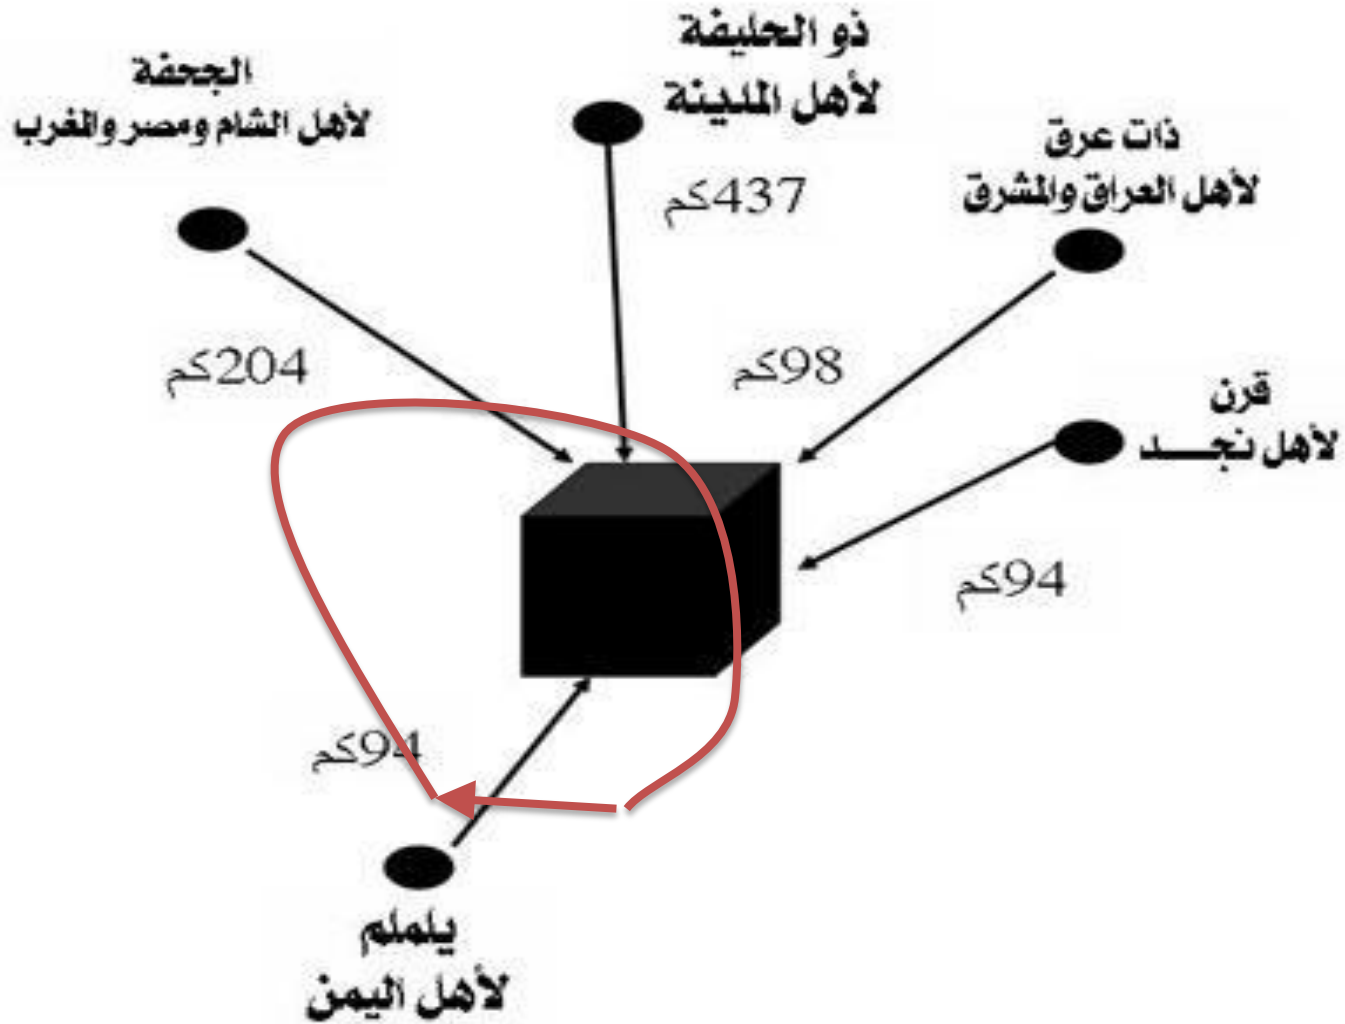 ذو الحليفة
لأهل المدينة
437كم
الجحفة
لأهل الشام ومصر والمغرب
204كم
ذات عرق
لأهل العراق والمشرق
98كم
قرن
لأهل نجـــد
94كم
94كم
يلملم
لأهل اليمن